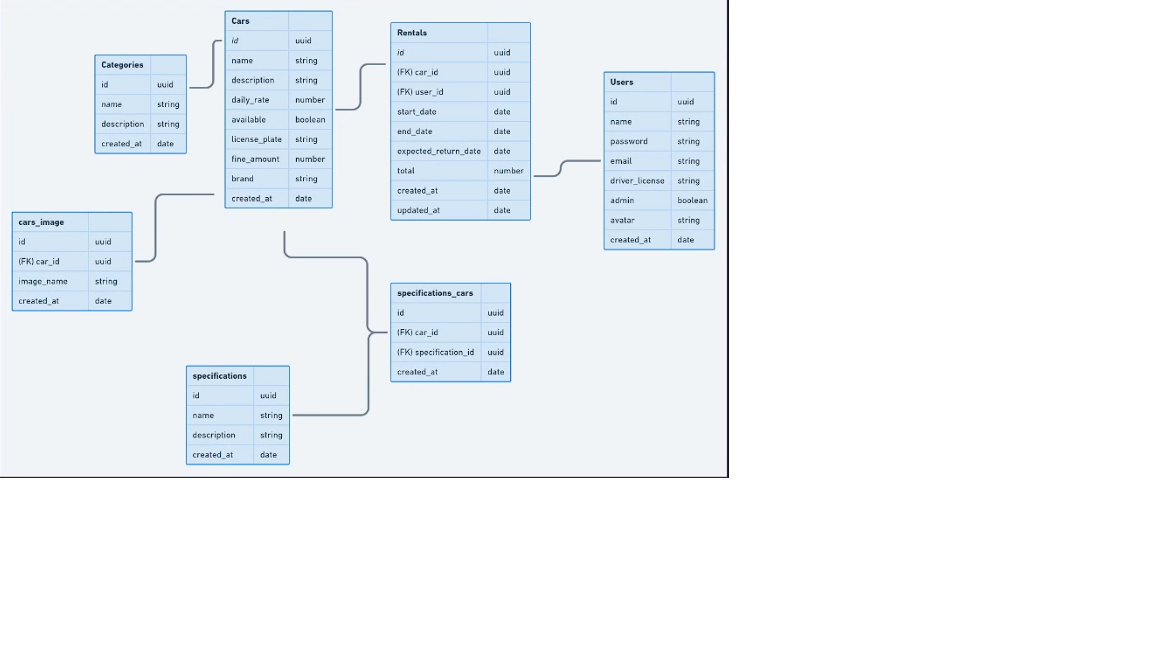 Cars
id uuid
name string
description string
daily_rate number
available boolean
license_plate string
fine_amount number
brand string
created_at date
Rentals
id uuid
(FK) car_id uuid
(FK) user_id uuid
start_date date
end_date date
expected_return_date date
total number
created_at date
updated_at date
Categories
id uuid
name string
description string
created_at date
Users
id uuid
name string
password string
email string
driver_license string
admin boolean
avatar string
created_at date
cars_image
id uuid
(FK) car_id uuid
image_name string
created_at date
specifications_cars
id uuid
(FK) car_id uuid
(FK) specification_id uuid
created_at date
specifications
id uuid
name string
description string
created_at date